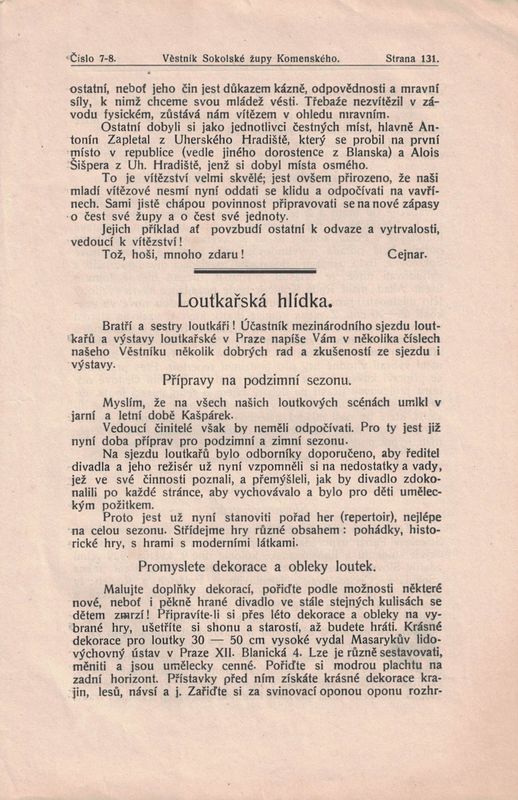 Číslo 7-8. Věstník Sokolské župy Komenského. Strana 131.
ostatní, neboť jeho čin jest důkazem kázně, odpovědnosti a mravní
síly, k nimž chceme svou mládež vésti. Třebaže nezvítězil v zá-
vodu fysickém, zůstává nám vítězem v ohledu mravním.
Ostatní dobyli si jako jednotlivci čestných míst, hlavně An-
tonín Zapletal z Uherského Hradiště, který se probil na první
místo v republice (vedle jiného dorostence z Blanska) a Alois
Šišpera z Uh. Hradiště, jenž si dobyl místa osmého.
To je vítězství velmi skvělé; jest ovšem přirozeno, že naši
mladí vítězové nesmí nyní oddati se klidu a odpočívati na vavří-
nech. Sami jistě chápou povinnost připravovati se na nové zápasy
o čest své župy a o čest své jednoty.
Jejich příklad ať povzbudí ostatní k odvaze a vytrvalosti,
vedoucí k vítězství!
Tož, hoši, mnoho zdaru! Cejnar.
Loutkařská hlídka.
Bratří a sestry loutkáři! Účastník mezinárodního sjezdu lout-
kařů a výstavy loutkařské v Praze napíše Vám v několika číslech
našeho Věstníku několik dobrých rad a zkušeností ze sjezdu i
výstavy.
Přípravy na podzimní sezonu.
Myslím, že na všech našich loutkových scénách umlkl v
jarní a letní době Kašpárek.
Vedoucí činitelé však by neměli odpočívati. Pro ty jest již
nyní doba příprav pro podzimní a zimní sezonu.
Na sjezdu loutkařů bylo odborníky doporučeno, aby ředitel
divadla a jeho režisér už nyní vzpomněli si na nedostatky a vady,
jež ve své činnosti poznali, a přemýšleli, jak by divadlo zdoko-
nalili po každé stránce, aby vychovávalo a bylo pro děti umělec-
kým požitkem.
Proto jest už nyní stanoviti pořad her (repertoir), nejlépe
na celou sezonu. Střídejme hry různé obsahem: pohádky, histo-
rické hry, s hrami s moderními látkami.
Promyslete dekorace a obleky loutek.
Malujte doplňky dekorací, pořiďte podle možnosti některé
nové, neboť i pěkně hrané divadlo ve stále stejných kulisách se
dětem zmrzí! Připravíte-li si přes léto dekorace a obleky na vy-
brané hry, ušetříte si shonu a starostí, až budete hráti. Krásné
dekorace pro loutky 30 — 50 cm vysoké vydal Masarykův lido-
výchovný ústav v Praze XII. Blanická 4. Lze je různě sestavovati,
měniti a jsou umělecky cenné. Pořiďte si modrou plachtu na
zadní horizont. Přístavky před ním získáte krásné dekorace kra-
jin, lesů, návsí a j. Zařiďte si za svinovací oponou oponu rozhr-